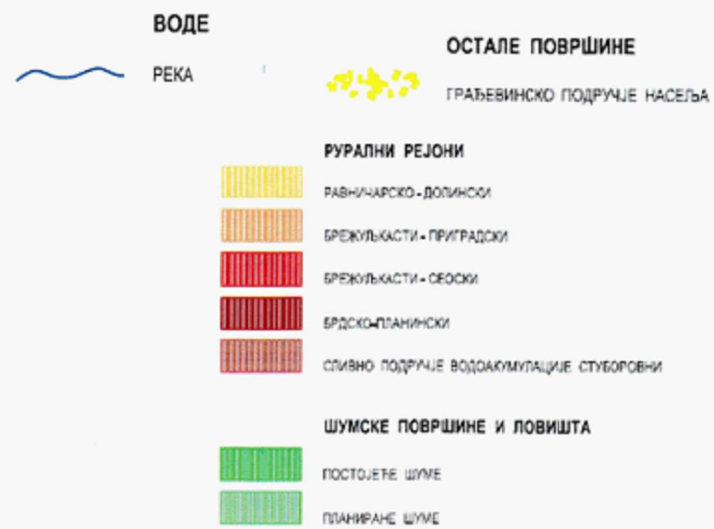 ВОДЕ
РЕКА
ОСТАЛЕ ПОВРШИНЕ
ГРАЂЕВИНСКО ПОДРУЧЈЕ НАСЕЉА
РУРАЛНИ РЕЈОНИ
РАВНИЧАРСКО-ДОЛИНСКИ
БРЕЖУЉКАСТИ-ПРИГРАДСКИ
БРЕЖУЉКАСТИ-СЕОСКИ
БРДСКО-ПЛАНИНСКИ
СЛИВНО ПОДРУЧЈЕ ВОДОАКУМУЛАЦИЈЕ СТУБОРОВНИ
ШУМСКЕ ПОВРШИНЕ И ЛОВИШТА
ПОСТОЈЕЋЕ ШУМЕ
ПЛАНИРАНЕ ШУМЕ